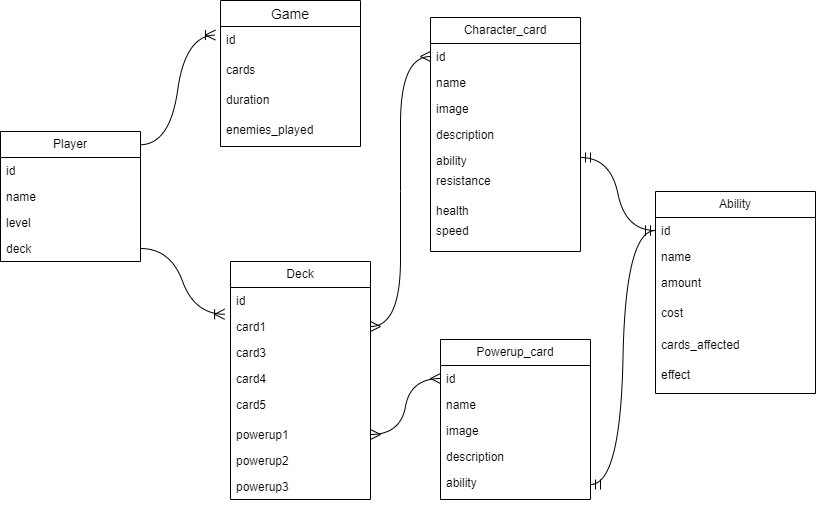 Game
id
cards
duration
enemies_played
Player
id
name
level
deck
Deck
id
card1
card3
card4
card5
powerup1
powerup2
powerup3
Character_card
id
name
image
description
ability
resistance
health
speed
Powerup_card
id
name
image
description
ability
Ability
id
name
amount
cost
cards_affected
effect